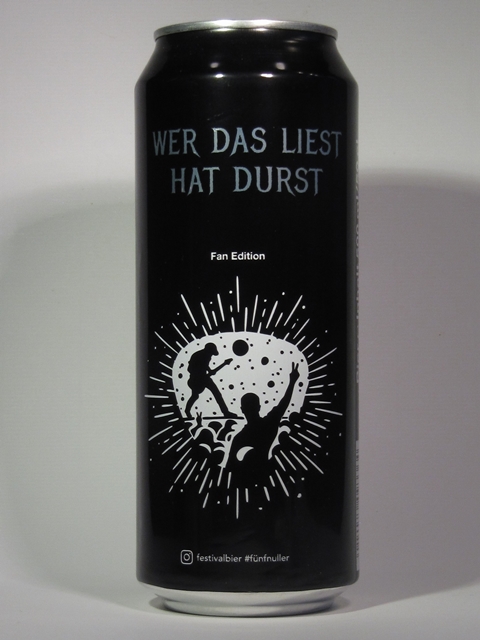 WER DAS LIEST
HAT DURST
Fan Edition
festivalbier #fünfnuller